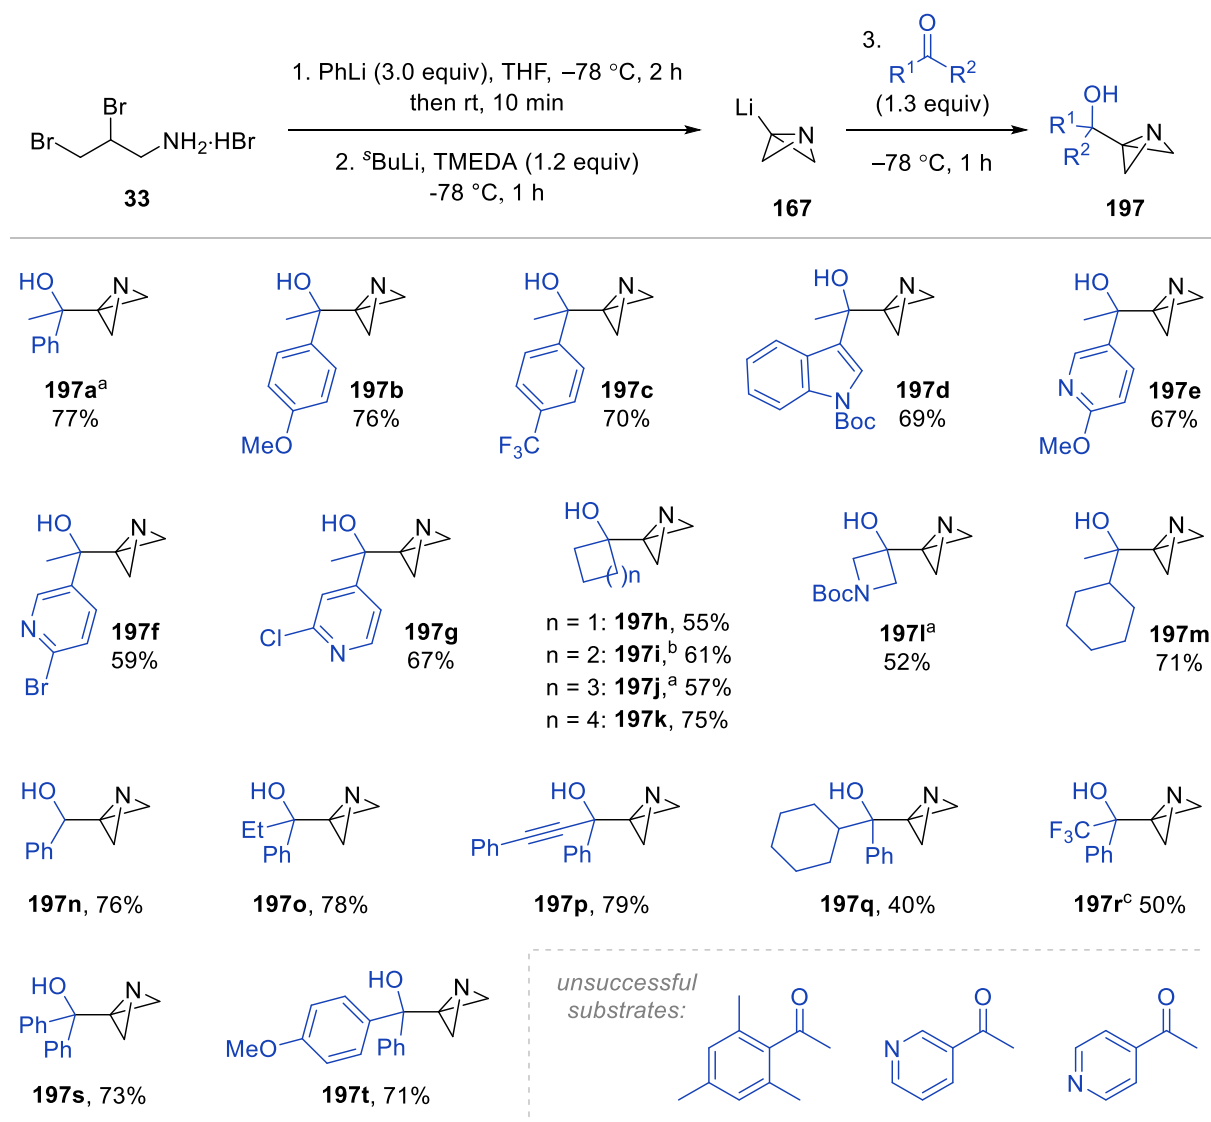 3.
O
R¹ R²
(1.3 equiv)
1. PhLi (3.0 equiv), THF, –78 °C, 2 h
then rt, 10 min
2. ˢBuLi, TMEDA (1.2 equiv)
-78 °C, 1 h
–78 °C, 1 h
Br
Br NH₂·HBr
33
Li N
167
OH
R¹ N
R²
197
HO N
Ph
197aᵃ
77%
HO N
MeO
197b
76%
HO N
F₃C
197c
70%
HO N
N
Boc
197d
69%
HO N
N
MeO
197e
67%
HO N
N
Br
197f
59%
HO N
Cl
N
197g
67%
HO N
( )n
n = 1: 197h, 55%
n = 2: 197i,ᵇ 61%
n = 3: 197j,ᵃ 57%
n = 4: 197k, 75%
HO N
BocN
197lᵃ
52%
HO N
197m
71%
HO N
Ph
197n, 76%
HO N
Et
Ph
197o, 78%
HO N
Ph Ph
197p, 79%
HO N
Ph
197q, 40%
HO N
F₃C
Ph
197rᶜ 50%
HO N
Ph
Ph
197s, 73%
HO N
MeO Ph
197t, 71%
unsuccessful
substrates:
O
O
N
O
N